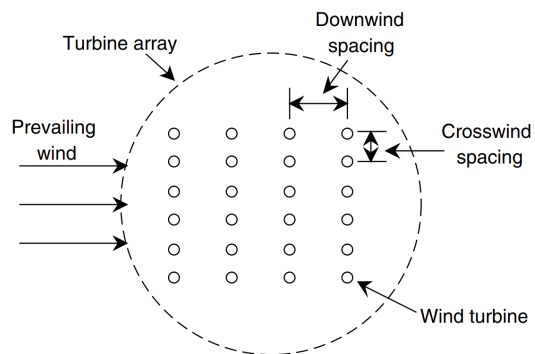 Downwind
spacing
Turbine array
Prevailing
wind
Crosswind
spacing
Wind turbine